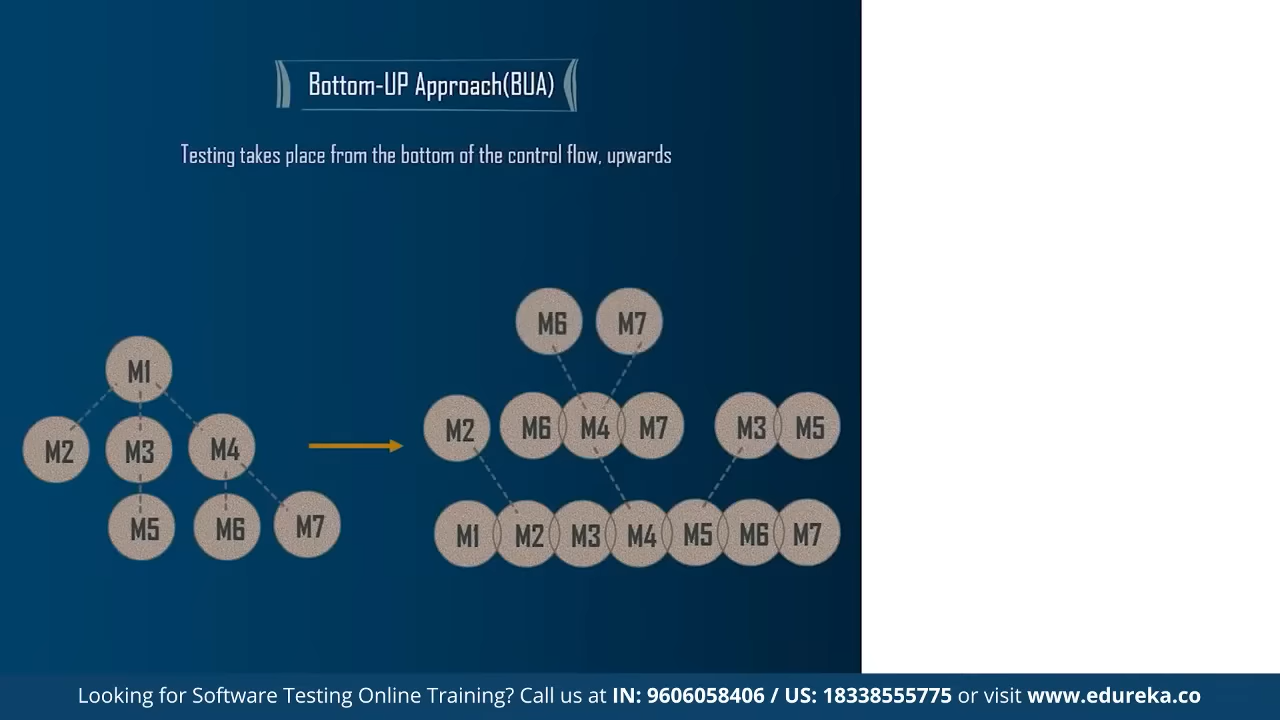 Bottom-UP Approach(BUA)
Testing takes place from the bottom of the control flow, upwards
M1
M2 M3 M4
M5 M6 M7
M6 M7
M2 M6 M4 M7 M3 M5
M1 M2 M3 M4 M5 M6 M7
Looking for Software Testing Online Training? Call us at IN: 9606058406 / US: 18338555775 or visit www.edureka.co